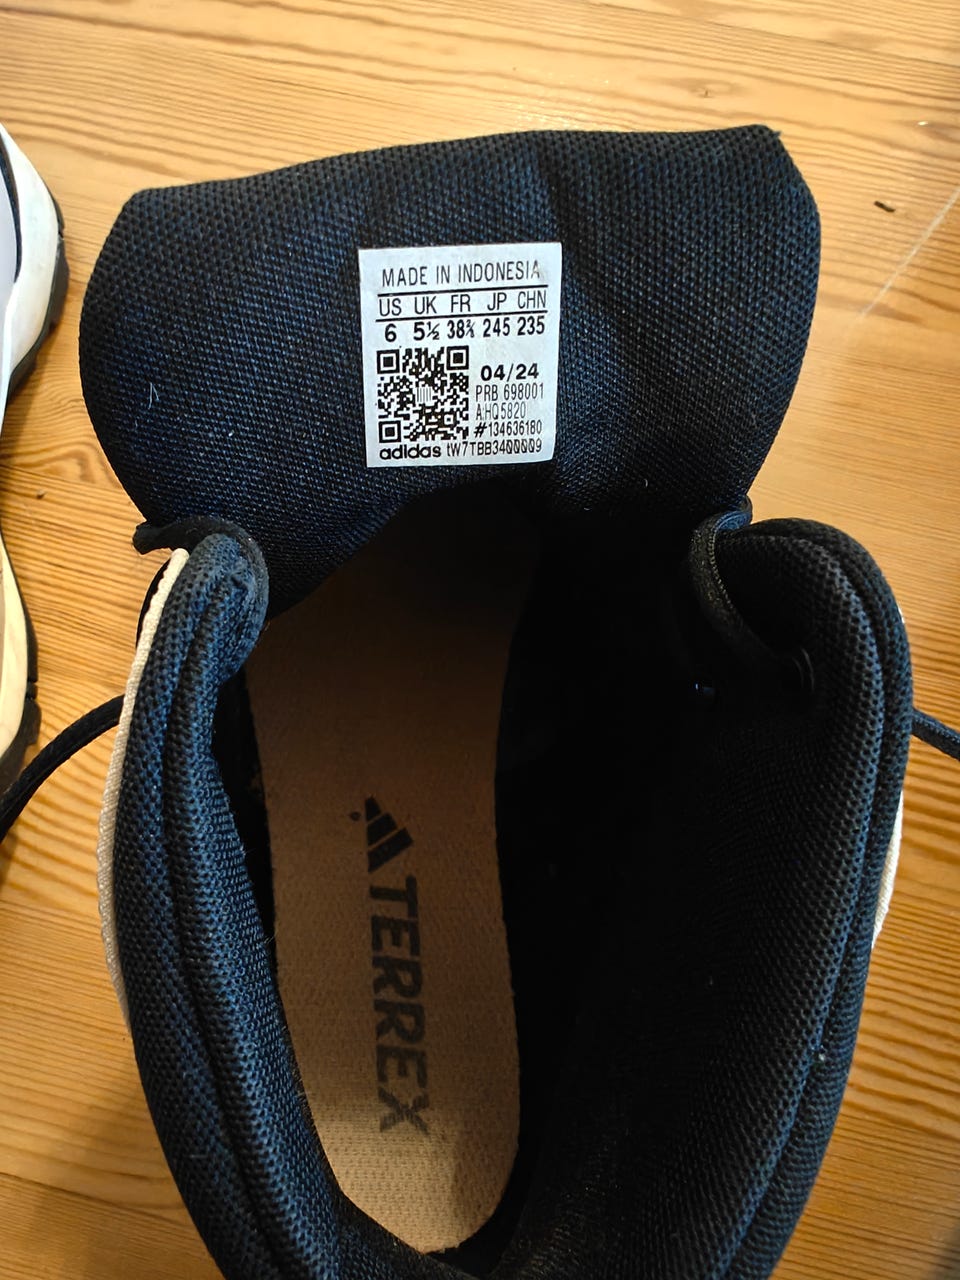 MADE IN INDONESIA
US UK FR JP CHN
6 5½ 38⅔ 245 235
04/24
PRB 698001
A:HQ5820
#134636180
adidas tW7TBB3400009
TERREX